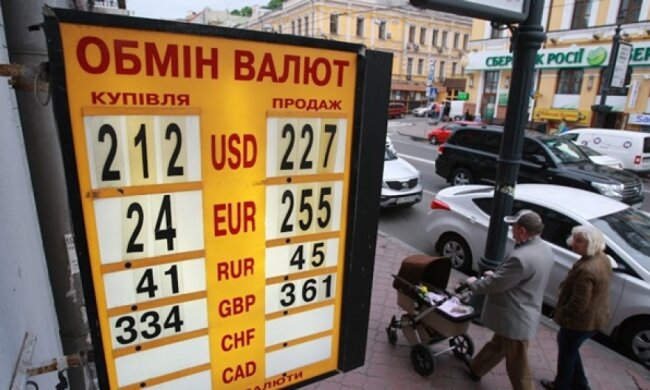 ОБМІН ВАЛЮТ
КУПІВЛЯ ПРОДАЖ
212 USD 227
24 EUR 255
41 RUR 45
334 GBP 361
CHF
CAD
ВАЛЮТИ
СБЕРБАНК РОСІЇ